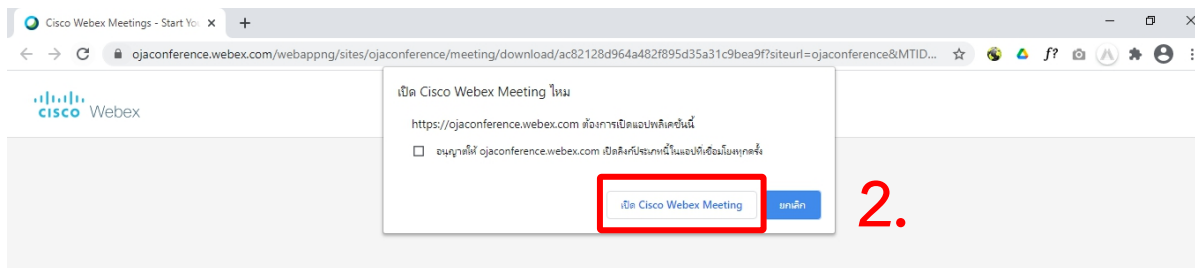 Cisco Webex Meetings - Start You
ojaconference.webex.com/webappng/sites/ojaconference/meeting/download/ac82128d964a482f895d35a31c9bea9f?siteurl=ojaconference&MTID...
f?
cisco Webex
เปิด Cisco Webex Meeting ไหม
https://ojaconference.webex.com ต้องการเปิดแอปพลิเคชันนี้
อนุญาตให้ ojaconference.webex.com เปิดลิงก์ประเภทนี้ในแอปที่เชื่อมโยงทุกครั้ง
เปิด Cisco Webex Meeting
ยกเลิก
2.